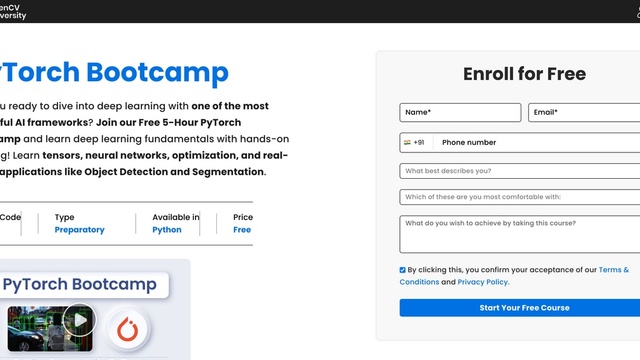 enCV
versity
yTorch Bootcamp
u ready to dive into deep learning with one of the most
ful AI frameworks? Join our Free 5-Hour PyTorch
amp and learn deep learning fundamentals with hands-on
g! Learn tensors, neural networks, optimization, and real-
applications like Object Detection and Segmentation.
Code
Type
Preparatory
Available in
Python
Price
Free
PyTorch Bootcamp
Enroll for Free
Name*
Email*
+91 Phone number
What best describes you?
Which of these are you most comfortable with:
What do you wish to achieve by taking this course?
By clicking this, you confirm your acceptance of our Terms &
Conditions and Privacy Policy.
Start Your Free Course